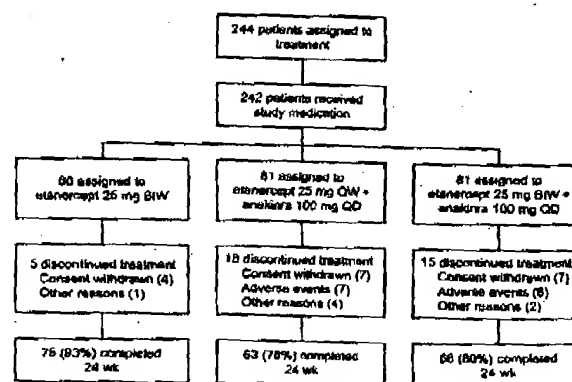 244 patients assigned to
treatment
242 patients received
study medication
80 assigned to
etanercept 25 mg BIW
5 discontinued treatment
Consent withdrawn (4)
Other reasons (1)
75 (93%) completed
24 wk
81 assigned to
etanercept 25 mg QW +
anakinra 100 mg QD
18 discontinued treatment
Consent withdrawn (7)
Adverse events (7)
Other reasons (4)
63 (78%) completed
24 wk
81 assigned to
etanercept 25 mg BIW +
anakinra 100 mg QD
15 discontinued treatment
Consent withdrawn (7)
Adverse events (6)
Other reasons (2)
66 (80%) completed
24 wk